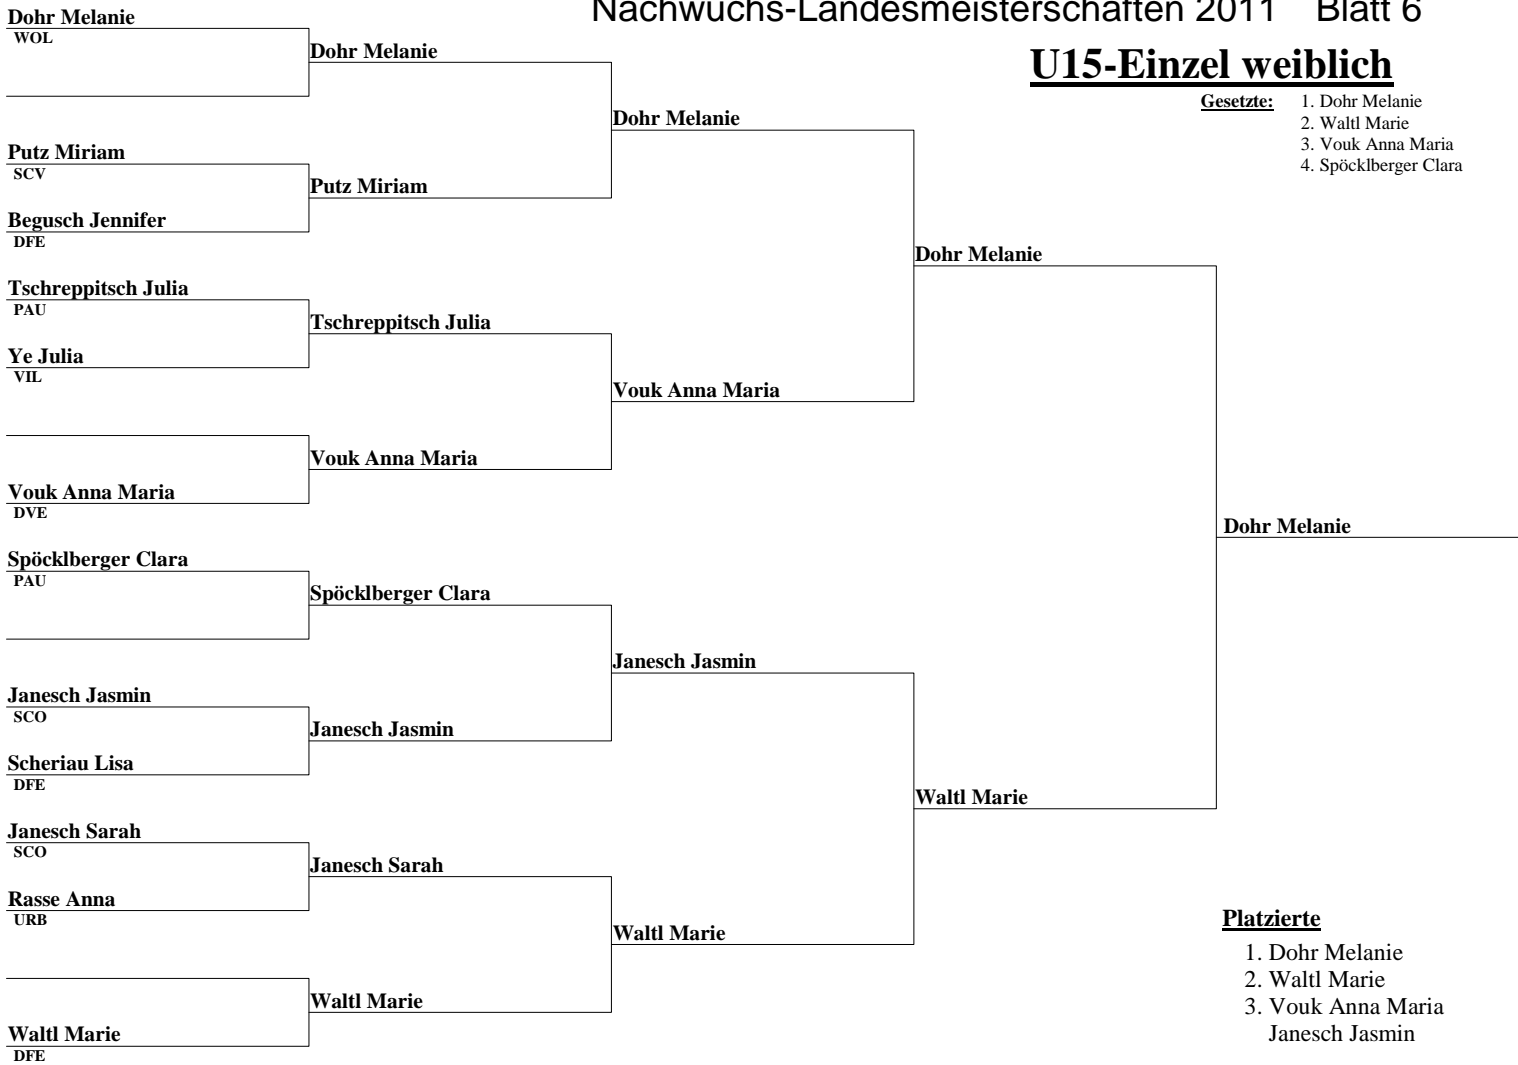 Nachwuchs-Landesmeisterschaften 2011 Blatt 6
U15-Einzel weiblich
Gesetzte: 1. Dohr Melanie
2. Waltl Marie
3. Vouk Anna Maria
4. Spöcklberger Clara
Dohr Melanie
WOL
Putz Miriam
SCV
Begusch Jennifer
DFE
Tschreppitsch Julia
PAU
Ye Julia
VIL
Vouk Anna Maria
DVE
Spöcklberger Clara
PAU
Janesch Jasmin
SCO
Scheriau Lisa
DFE
Janesch Sarah
SCO
Rasse Anna
URB
Waltl Marie
DFE
Dohr Melanie
Putz Miriam
Tschreppitsch Julia
Vouk Anna Maria
Spöcklberger Clara
Janesch Jasmin
Janesch Sarah
Waltl Marie
Dohr Melanie
Vouk Anna Maria
Janesch Jasmin
Waltl Marie
Dohr Melanie
Waltl Marie
Dohr Melanie
Platzierte
1. Dohr Melanie
2. Waltl Marie
3. Vouk Anna Maria
Janesch Jasmin